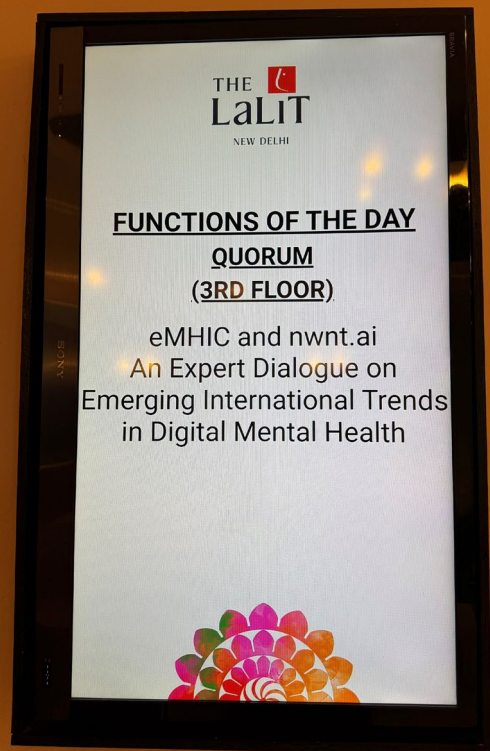 THE
LaLiT
NEW DELHI
FUNCTIONS OF THE DAY
QUORUM
(3RD FLOOR)
eMHIC and nwnt.ai
An Expert Dialogue on
Emerging International Trends
in Digital Mental Health
SONY